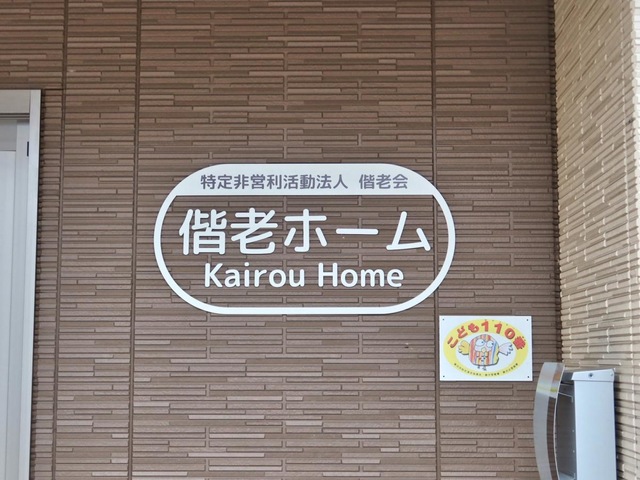 特定非営利活動法人 偕老会
偕老ホーム
Kairou Home
こども110番